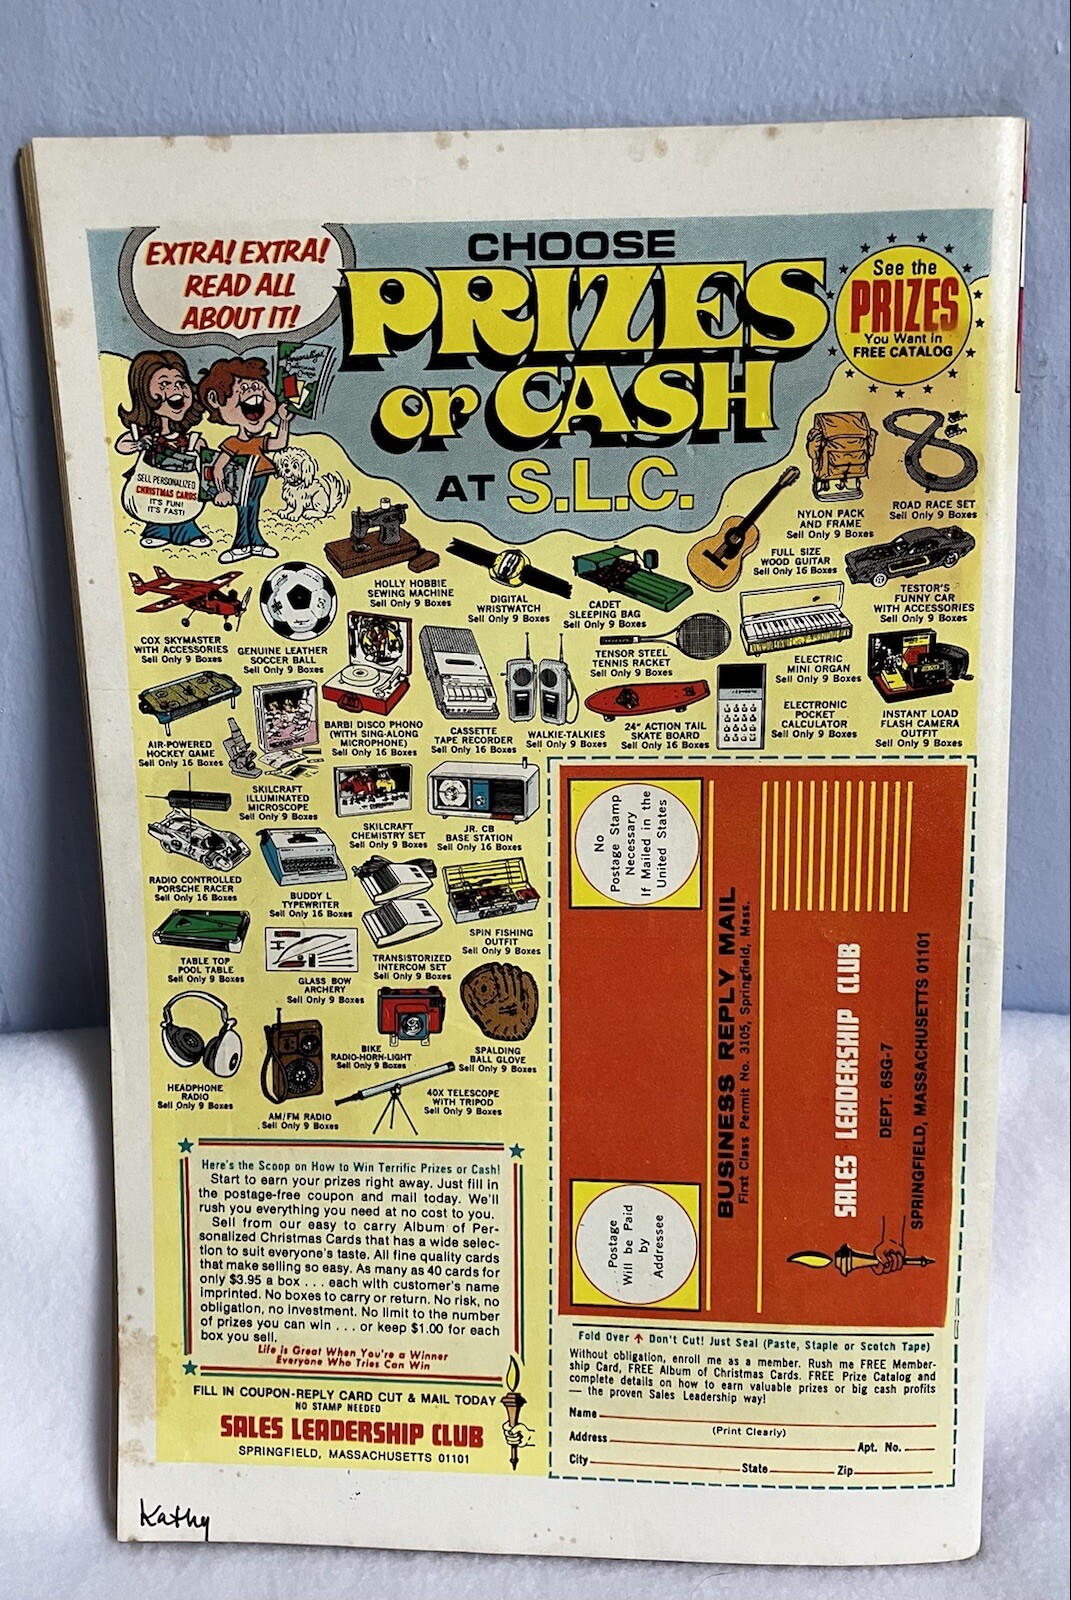 EXTRA! EXTRA!
READ ALL
ABOUT IT!
CHOOSE
PRIZES
or CASH
AT S.L.C.
See the
PRIZES
You Want in
FREE CATALOG
SELL PERSONALIZED
CHRISTMAS CARDS
IT'S FUN!
IT'S FAST!
NYLON PACK
AND FRAME
Sell Only 9 Boxes
ROAD RACE SET
Sell Only 9 Boxes
HOLLY HOBBIE
SEWING MACHINE
Sell Only 9 Boxes
DIGITAL
WRISTWATCH
Sell Only 9 Boxes
CADET
SLEEPING BAG
Sell Only 9 Boxes
FULL SIZE
WOOD GUITAR
Sell Only 16 Boxes
TESTOR'S
FUNNY CAR
WITH ACCESSORIES
Sell Only 9 Boxes
COX SKYMASTER
WITH ACCESSORIES
Sell Only 9 Boxes
GENUINE LEATHER
SOCCER BALL
Sell Only 9 Boxes
TENSOR STEEL
TENNIS RACKET
Sell Only 9 Boxes
ELECTRIC
MINI ORGAN
Sell Only 9 Boxes
AIR-POWERED
HOCKEY GAME
Sell Only 16 Boxes
BARBI DISCO PHONO
(WITH SING-ALONG
MICROPHONE)
Sell Only 16 Boxes
CASSETTE
TAPE RECORDER
Sell Only 16 Boxes
WALKIE-TALKIES
Sell Only 9 Boxes
24" ACTION TAIL
SKATE BOARD
Sell Only 16 Boxes
ELECTRONIC
POCKET
CALCULATOR
Sell Only 9 Boxes
INSTANT LOAD
FLASH CAMERA
OUTFIT
Sell Only 9 Boxes
SKILCRAFT
ILLUMINATED
MICROSCOPE
Sell Only 9 Boxes
SKILCRAFT
CHEMISTRY SET
Sell Only 9 Boxes
JR. CB
BASE STATION
Sell Only 16 Boxes
RADIO CONTROLLED
PORSCHE RACER
Sell Only 16 Boxes
BUDDY L
TYPEWRITER
Sell Only 16 Boxes
TABLE TOP
POOL TABLE
Sell Only 9 Boxes
GLASS BOW
ARCHERY
Sell Only 9 Boxes
TRANSISTORIZED
INTERCOM SET
Sell Only 9 Boxes
SPIN FISHING
OUTFIT
Sell Only 9 Boxes
HEADPHONE
RADIO
Sell Only 9 Boxes
AM/FM RADIO
Sell Only 9 Boxes
BIKE
RADIO-HORN-LIGHT
Sell Only 9 Boxes
SPALDING
BALL GLOVE
Sell Only 9 Boxes
40X TELESCOPE
WITH TRIPOD
Sell Only 9 Boxes
Here's the Scoop on How to Win Terrific Prizes or Cash!
Start to earn your prizes right away. Just fill in
the postage-free coupon and mail today. We'll
rush you everything you need at no cost to you.
Sell from our easy to carry Album of Per-
sonalized Christmas Cards that has a wide selec-
tion to suit everyone's taste. All fine quality cards
that make selling so easy. As many as 40 cards for
only $3.95 a box . . . each with customer's name
imprinted. No boxes to carry or return. No risk, no
obligation, no investment. No limit to the number
of prizes you can win . . . or keep $1.00 for each
box you sell.
Life is Great When You're a Winner
Everyone Who Tries Can Win
FILL IN COUPON-REPLY CARD CUT & MAIL TODAY
NO STAMP NEEDED
SALES LEADERSHIP CLUB
SPRINGFIELD, MASSACHUSETTS 01101
No
Postage Stamp
Necessary
If Mailed in the
United States
Postage
Will be Paid
by
Addressee
BUSINESS REPLY MAIL
First Class Permit No. 3105, Springfield, Mass.
SALES LEADERSHIP CLUB
DEPT. 6SG-7
SPRINGFIELD, MASSACHUSETTS 01101
Fold Over Don't Cut! Just Seal (Paste, Staple or Scotch Tape)
Without obligation, enroll me as a member. Rush me FREE Member-
ship Card, FREE Album of Christmas Cards. FREE Prize Catalog and
complete details on how to earn valuable prizes or big cash profits
— the proven Sales Leadership way!
Name
(Print Clearly)
Address Apt. No.
City State Zip
Kathy